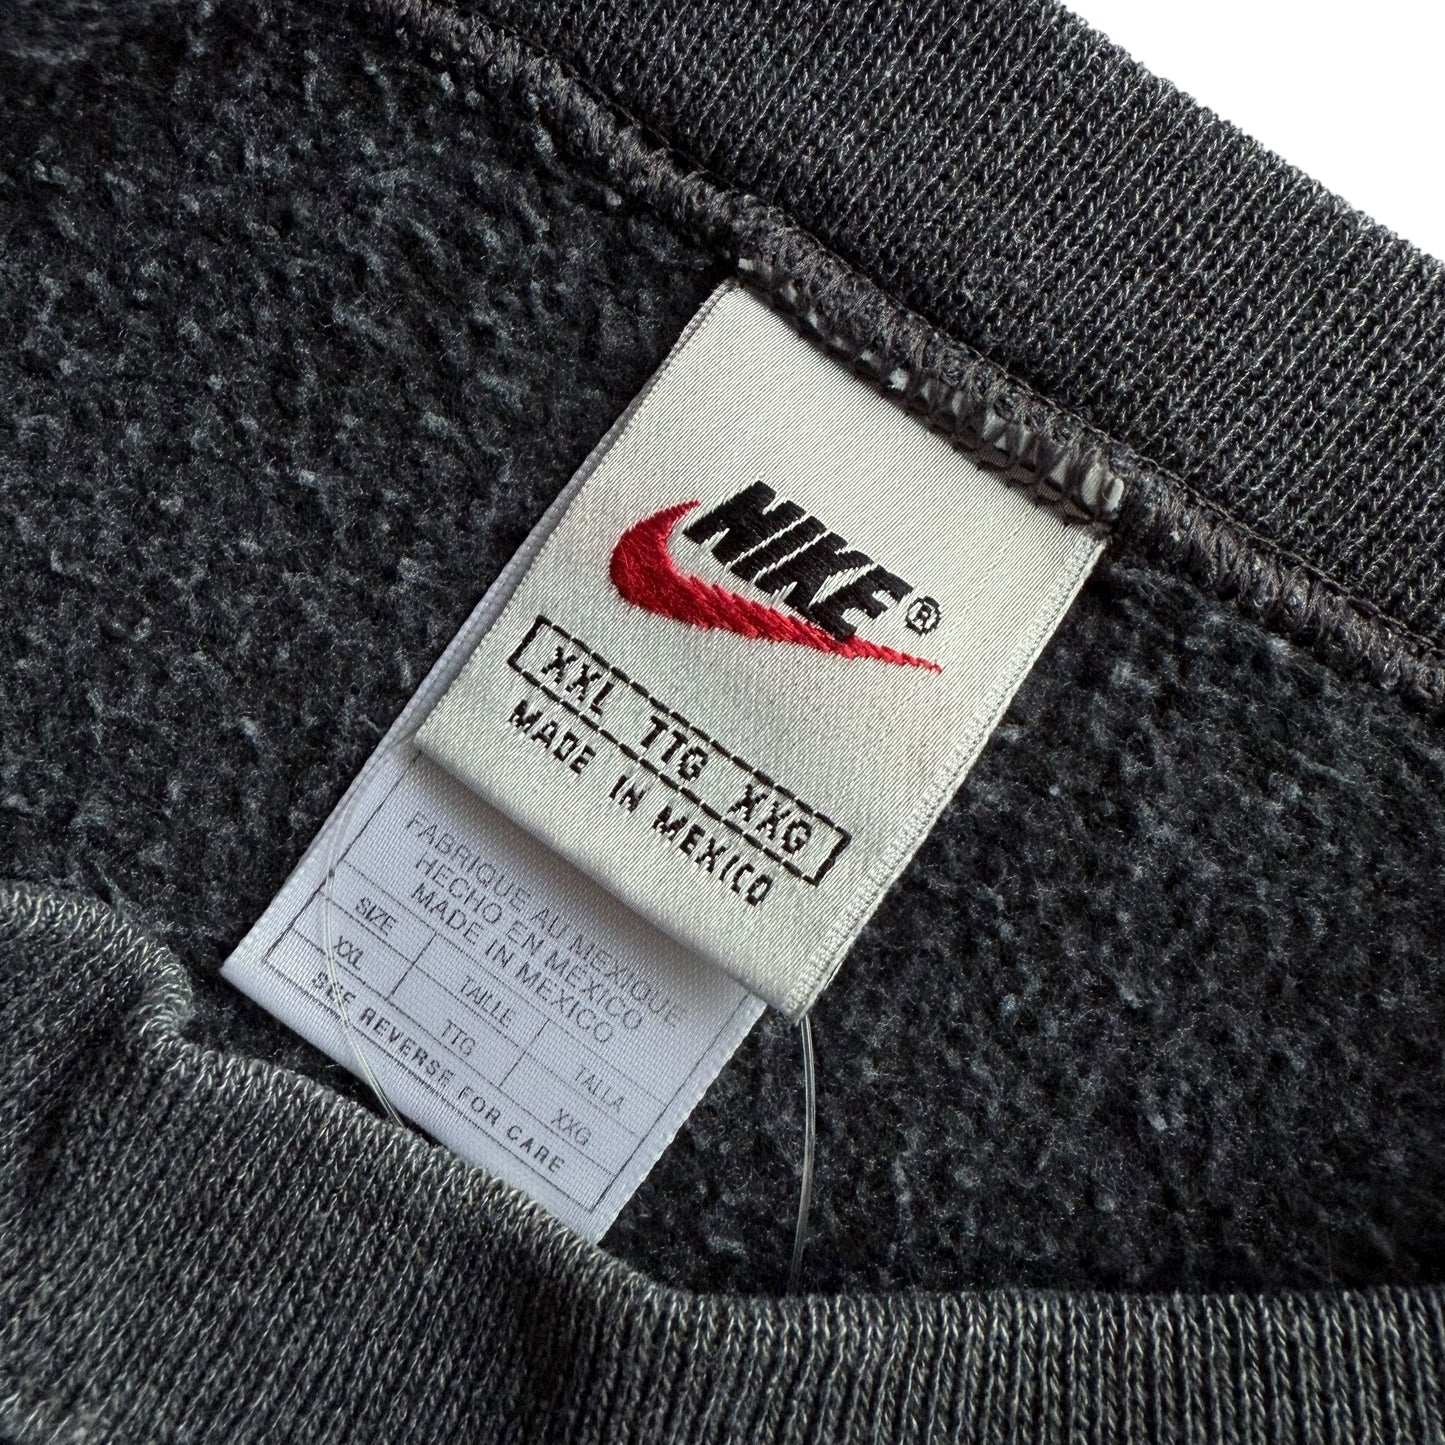 NIKE®
XXL TTG XXG
MADE IN MEXICO
FABRIQUE AU MEXIQUE
HECHO EN MEXICO
MADE IN MEXICO
SIZE TAILLE TALLA
XXL TTG XXG
SEE REVERSE FOR CARE